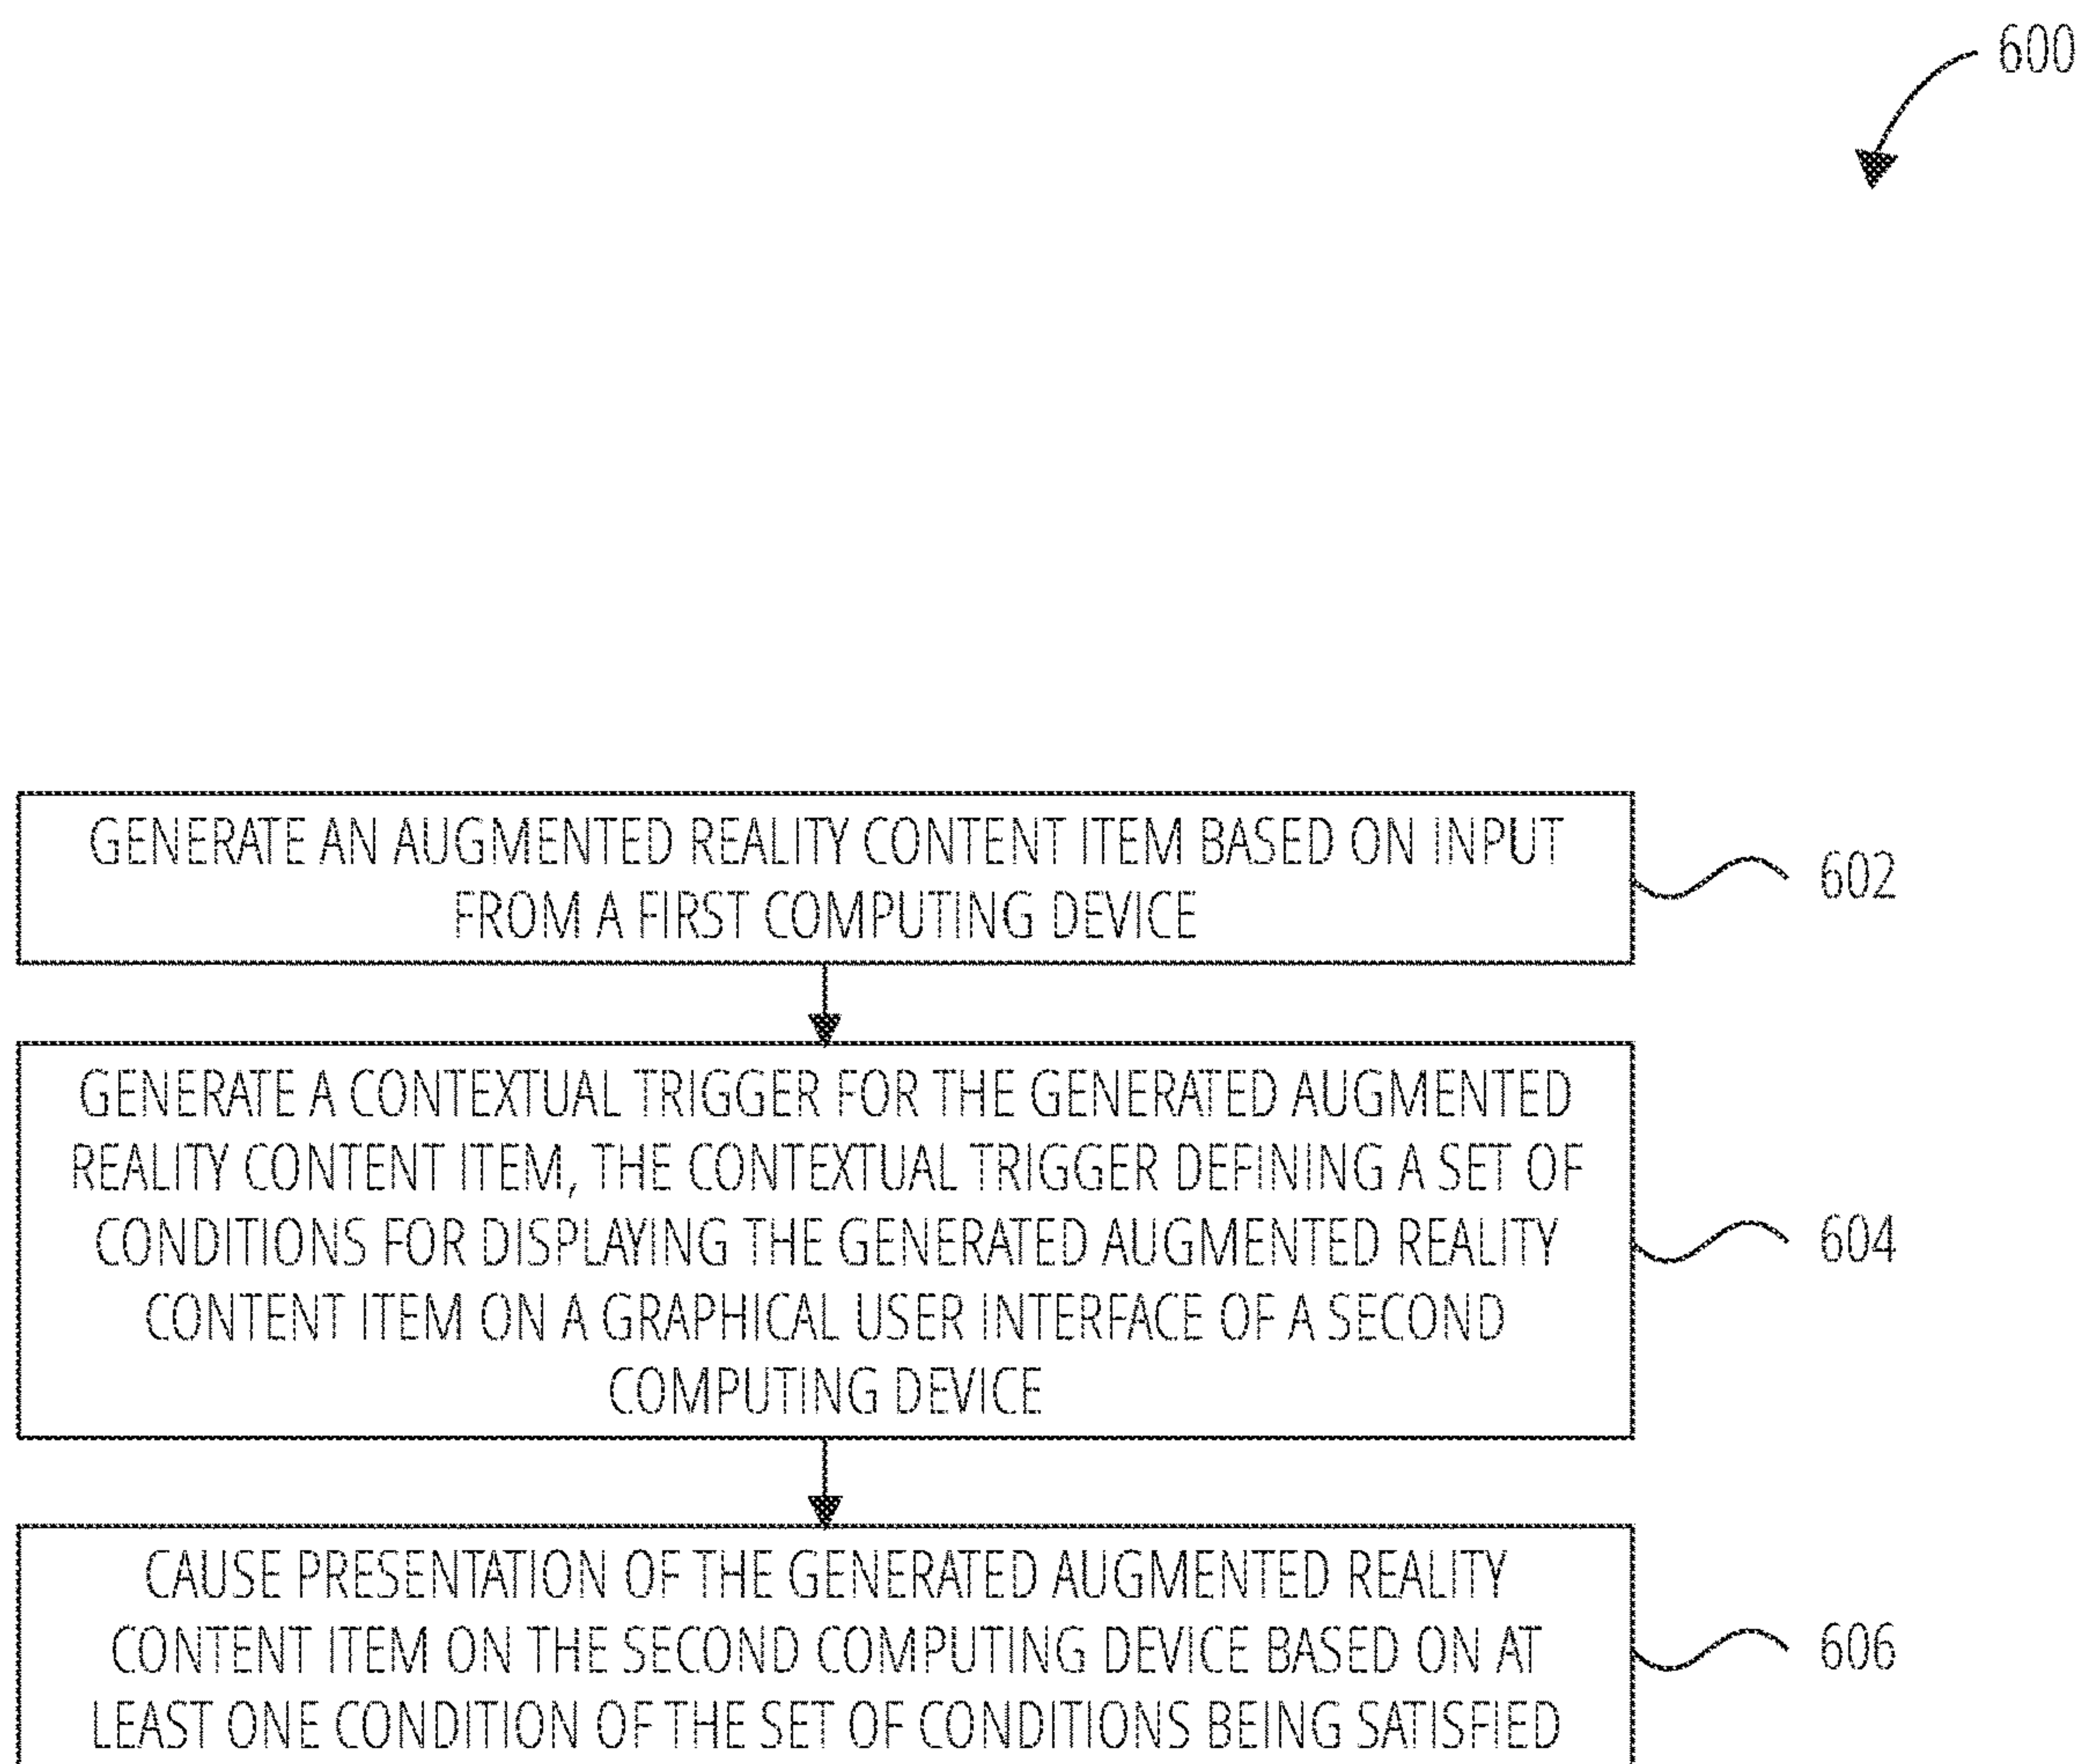 600
GENERATE AN AUGMENTED REALITY CONTENT ITEM BASED ON INPUT
FROM A FIRST COMPUTING DEVICE
602
GENERATE A CONTEXTUAL TRIGGER FOR THE GENERATED AUGMENTED
REALITY CONTENT ITEM, THE CONTEXTUAL TRIGGER DEFINING A SET OF
CONDITIONS FOR DISPLAYING THE GENERATED AUGMENTED REALITY
CONTENT ITEM ON A GRAPHICAL USER INTERFACE OF A SECOND
COMPUTING DEVICE
604
CAUSE PRESENTATION OF THE GENERATED AUGMENTED REALITY
CONTENT ITEM ON THE SECOND COMPUTING DEVICE BASED ON AT
LEAST ONE CONDITION OF THE SET OF CONDITIONS BEING SATISFIED
606